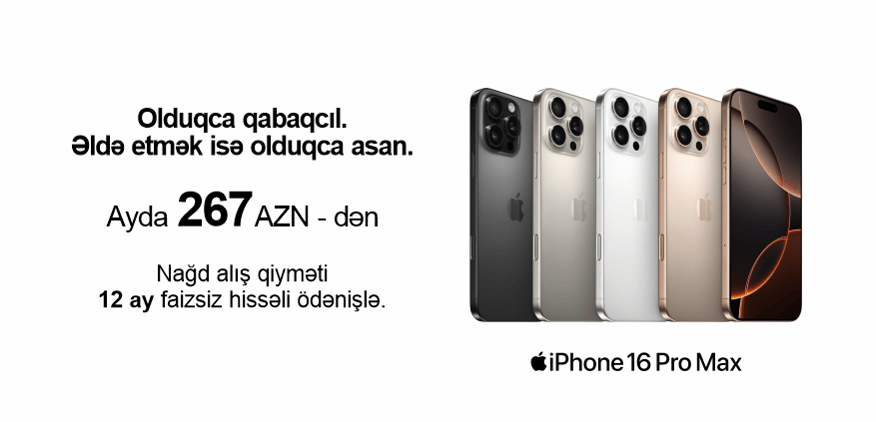 Olduqca qabaqcıl.
Əldə etmək isə olduqca asan.
Ayda 267 AZN - dən
Nağd alış qiyməti
12 ay faizsiz hissəli ödənişlə.
iPhone 16 Pro Max